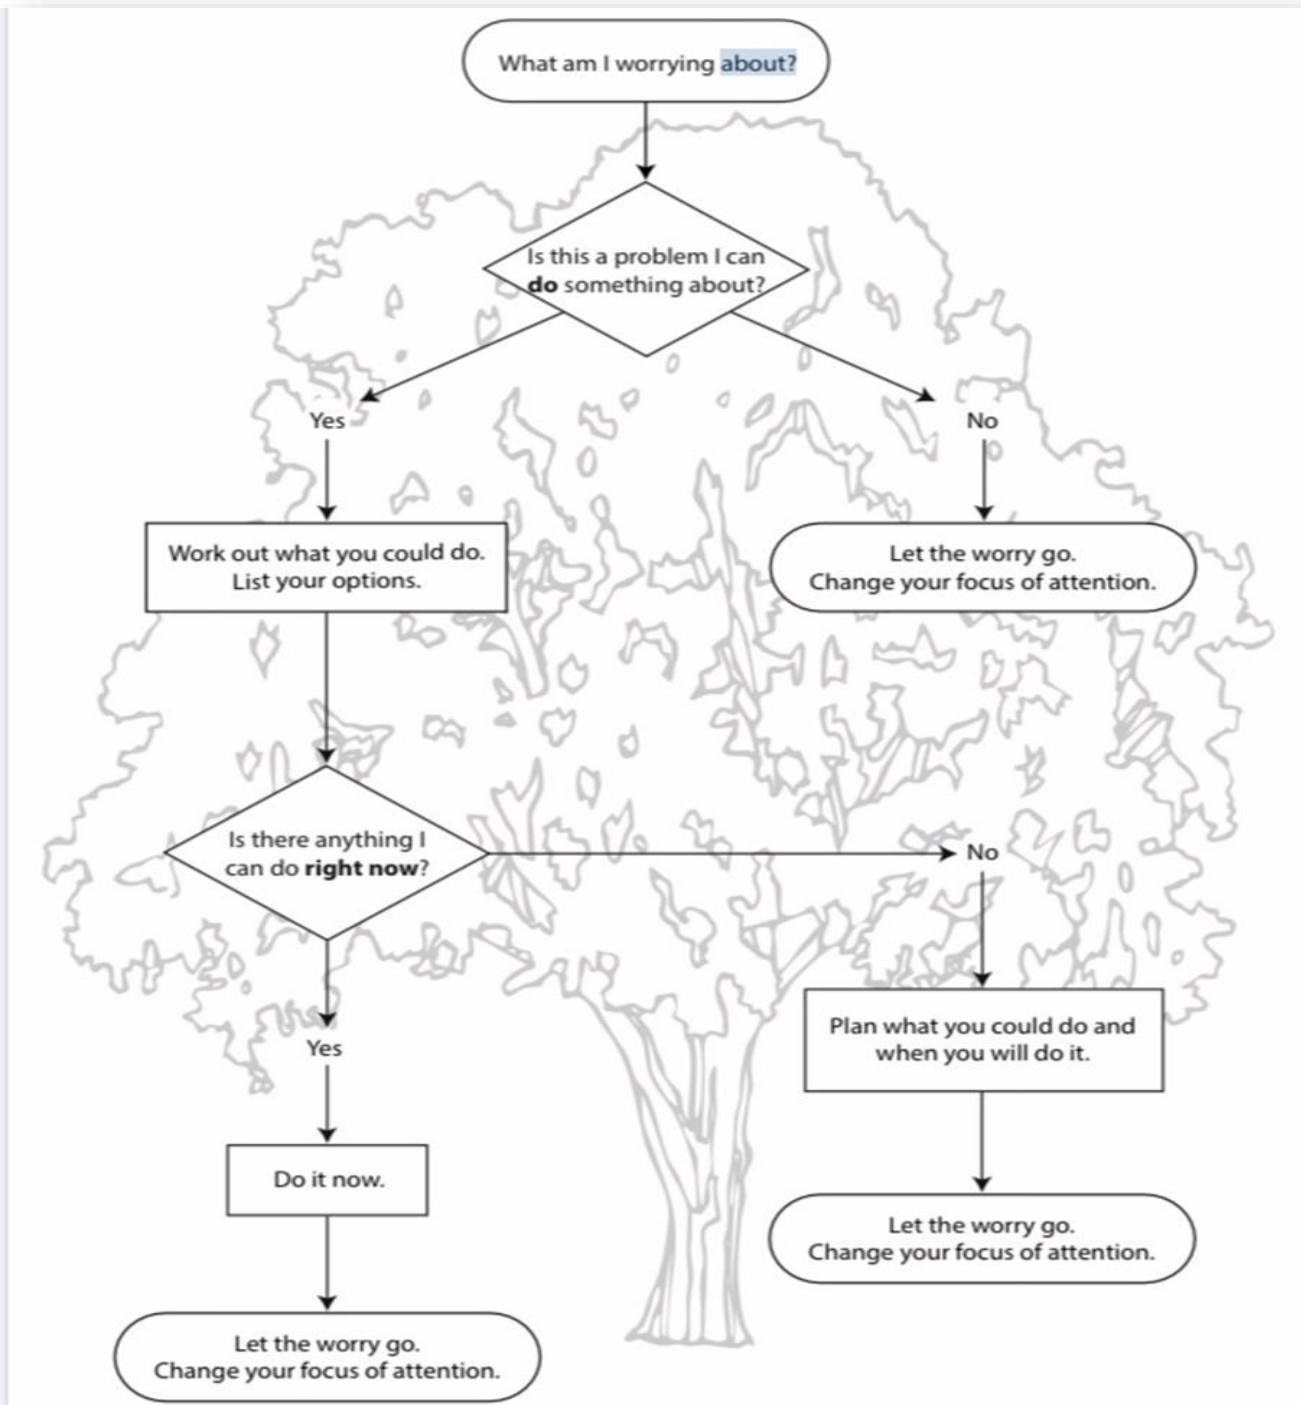 What am I worrying about?
Is this a problem I can
do something about?
Yes
No
Work out what you could do.
List your options.
Let the worry go.
Change your focus of attention.
Is there anything I
can do right now?
No
Yes
Plan what you could do and
when you will do it.
Do it now.
Let the worry go.
Change your focus of attention.
Let the worry go.
Change your focus of attention.